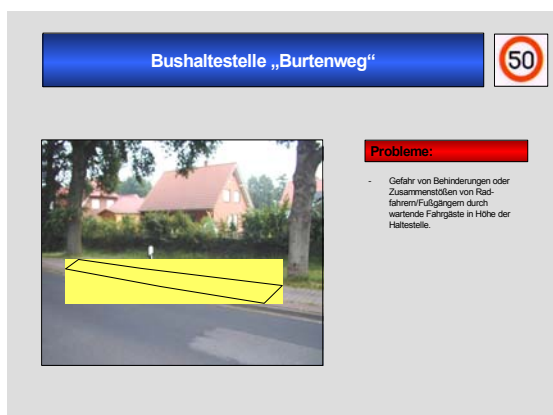 Bushaltestelle „Burtenweg“
50
Probleme:
- Gefahr von Behinderungen oder
Zusammenstößen von Rad-
fahrern/Fußgängern durch
wartende Fahrgäste in Höhe der
Haltestelle.